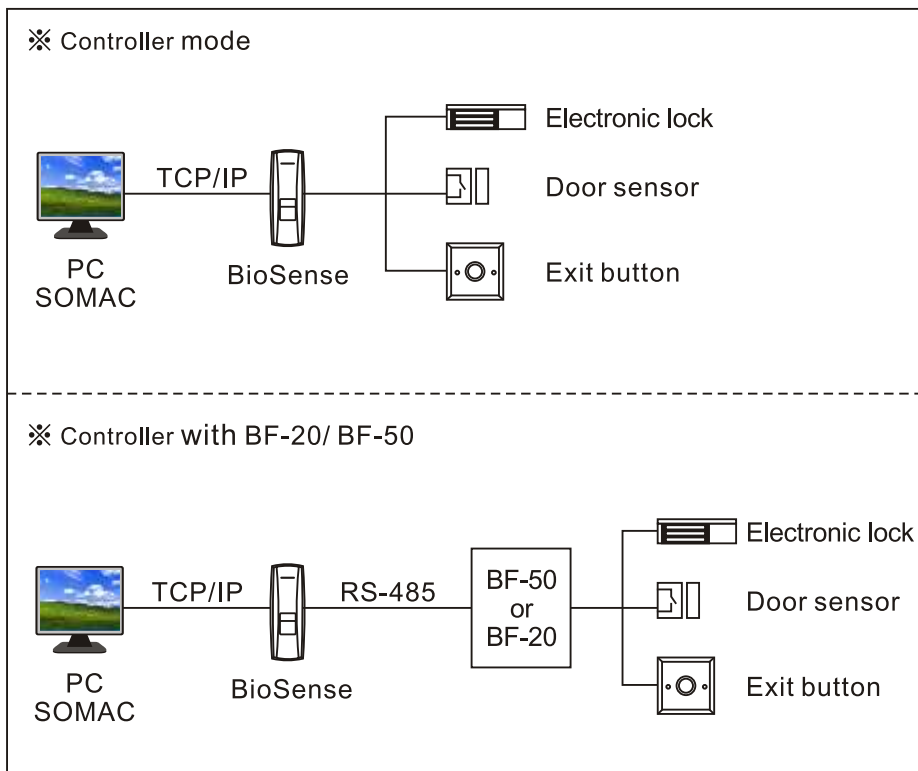 ※ Controller mode
Electronic lock
TCP/IP
Door sensor
PC
SOMAC
BioSense
Exit button
※ Controller with BF-20/ BF-50
Electronic lock
TCP/IP
RS-485
BF-50
or
BF-20
Door sensor
PC
SOMAC
BioSense
Exit button